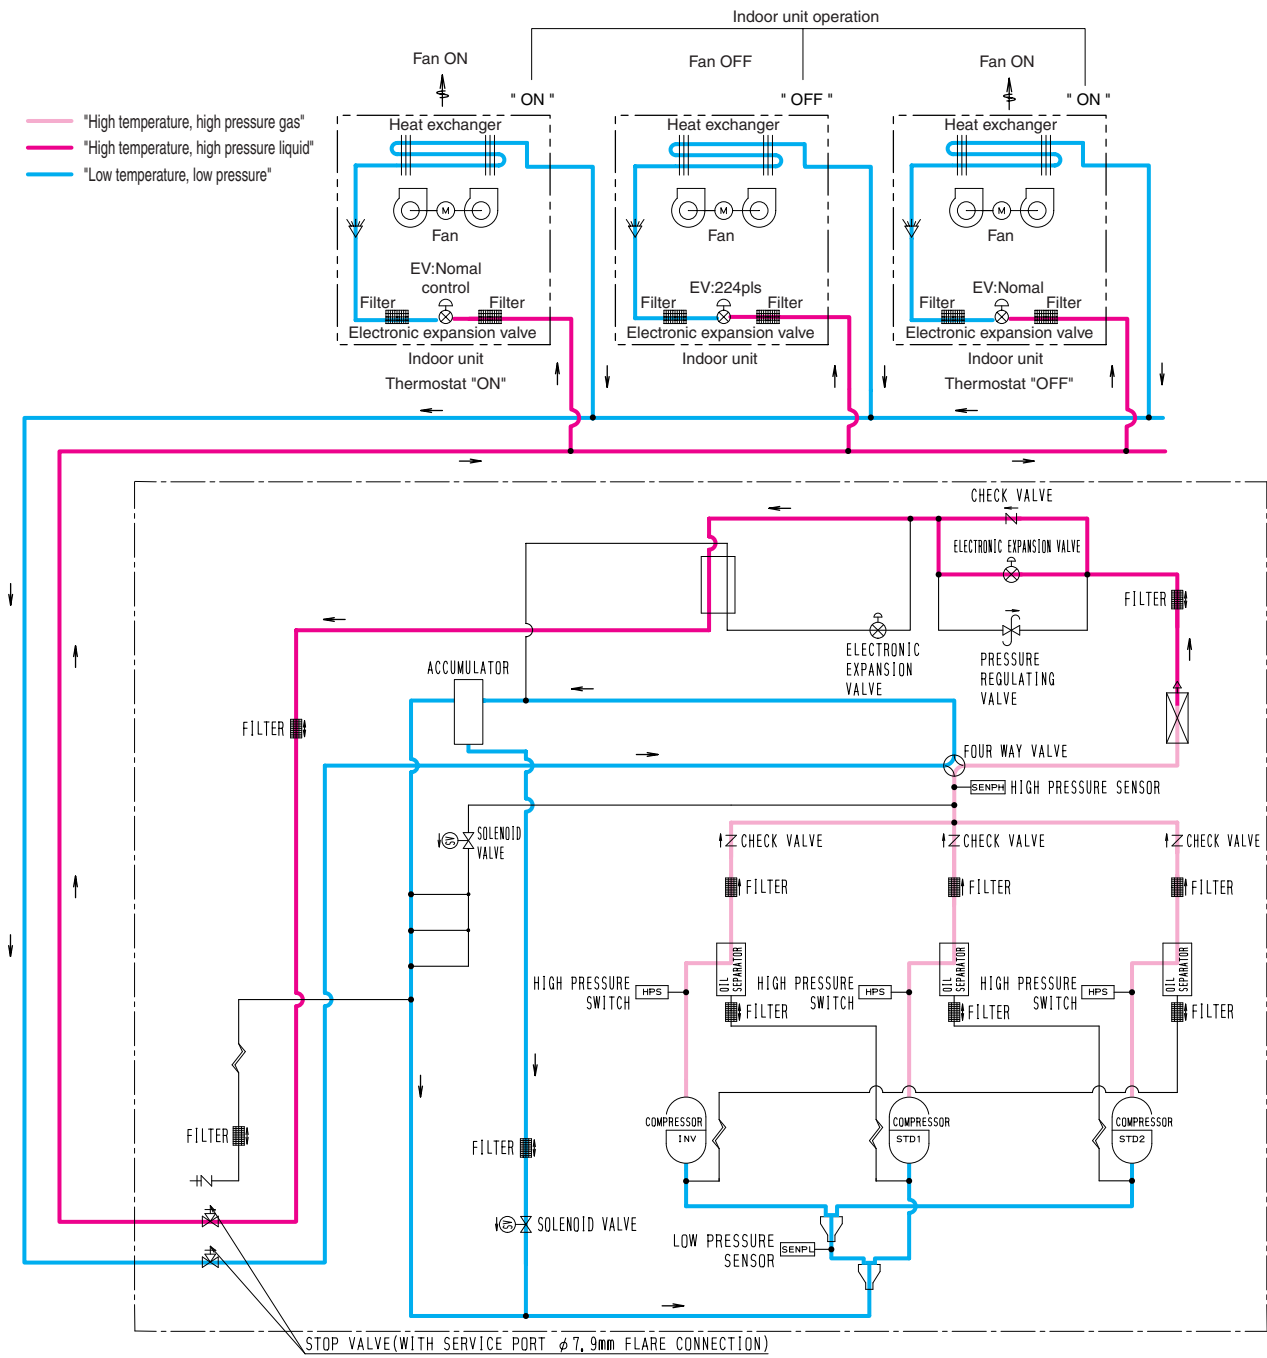 Indoor unit operation
Fan ON
Fan OFF
Fan ON
" ON "
" OFF "
" ON "
"High temperature, high pressure gas"
"High temperature, high pressure liquid"
"Low temperature, low pressure"
Heat exchanger
Heat exchanger
Heat exchanger
M
M
M
Fan
Fan
Fan
EV:Nomal
control
EV:224pls
EV:Nomal
Filter
Filter
Filter
Filter
Filter
Filter
Electronic expansion valve
Electronic expansion valve
Electronic expansion valve
Indoor unit
Indoor unit
Indoor unit
Thermostat "ON"
Thermostat "OFF"
CHECK VALVE
ELECTRONIC EXPANSION VALVE
FILTER
ELECTRONIC
EXPANSION
VALVE
PRESSURE
REGULATING
VALVE
ACCUMULATOR
FILTER
FOUR WAY VALVE
SENPH
HIGH PRESSURE SENSOR
SV
SOLENOID
VALVE
CHECK VALVE
CHECK VALVE
CHECK VALVE
FILTER
FILTER
FILTER
OIL
SEPARATOR
OIL
SEPARATOR
OIL
SEPARATOR
HIGH PRESSURE
SWITCH
HPS
HIGH PRESSURE
SWITCH
HPS
HIGH PRESSURE
SWITCH
HPS
FILTER
FILTER
FILTER
COMPRESSOR
INV
COMPRESSOR
STD1
COMPRESSOR
STD2
FILTER
FILTER
SV
SOLENOID VALVE
LOW PRESSURE
SENSOR
SENPL
STOP VALVE(WITH SERVICE PORT φ7,9mm FLARE CONNECTION)